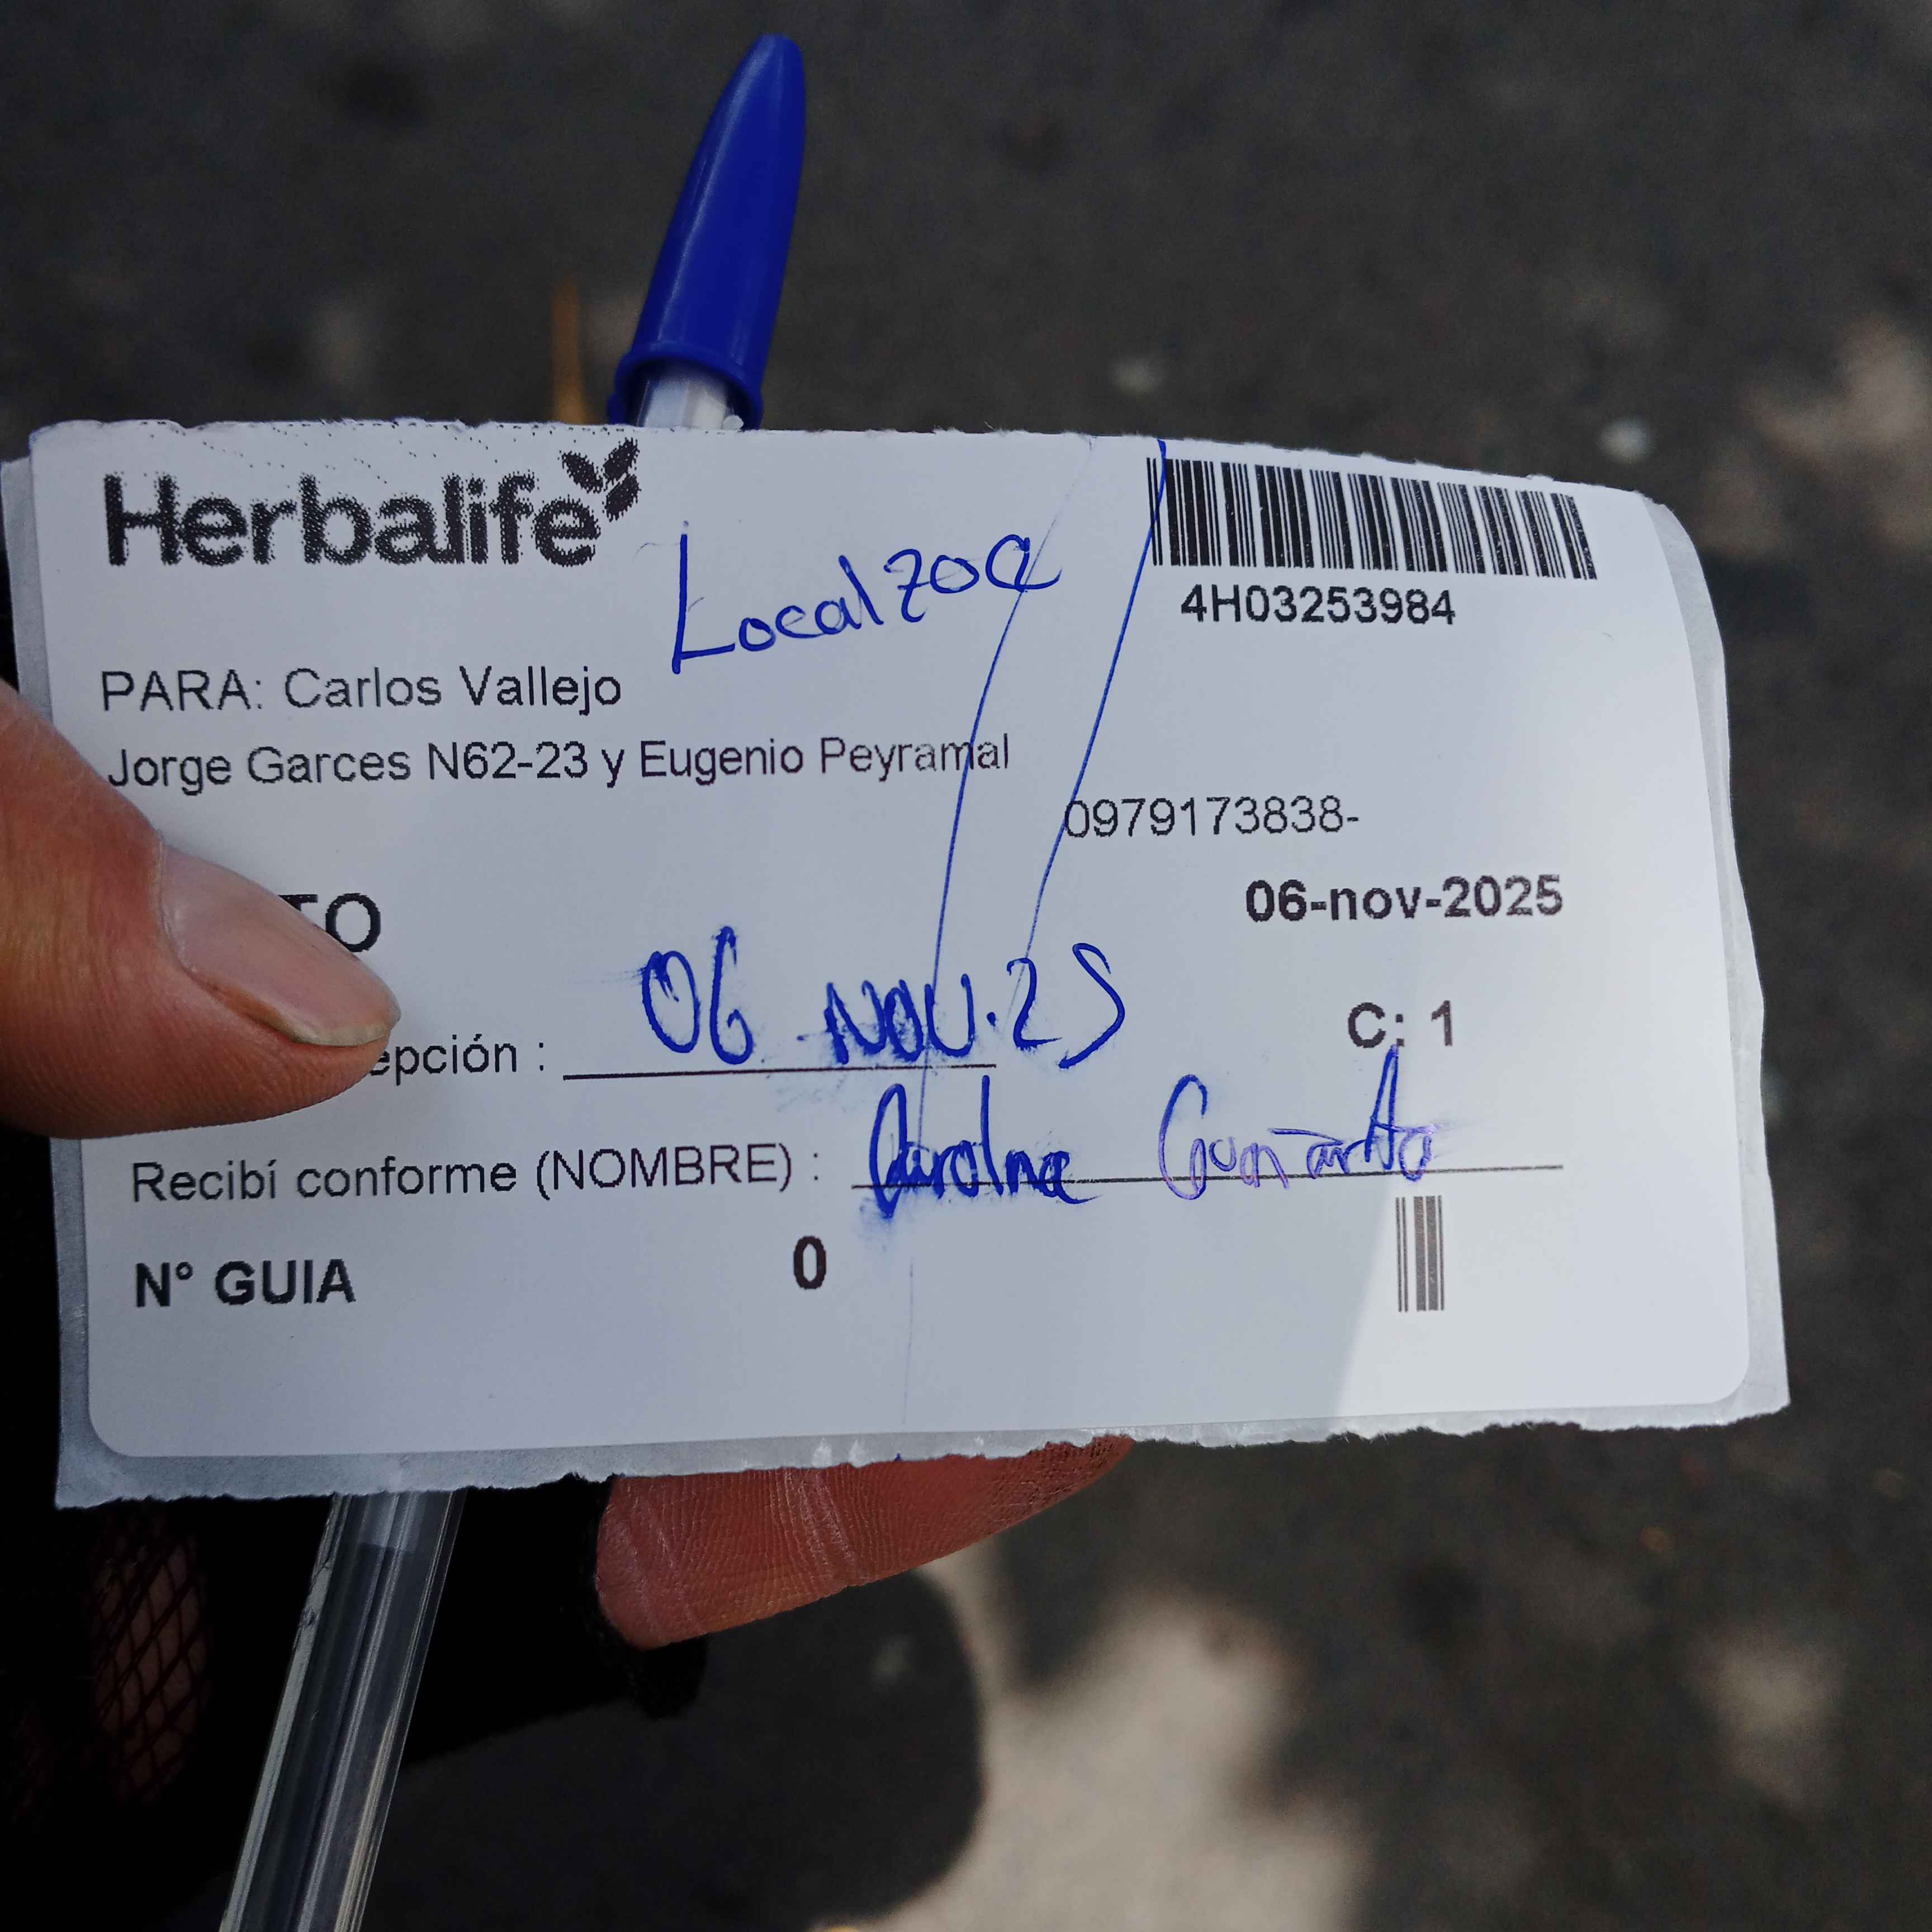 Herbalife
Local
4H03253984
PARA: Carlos Vallejo
Jorge Garces N62-23 y Eugenio Peyramal
0979173838-
TO
06-nov-2025
epción : 06 NOV. 25
C: 1
Recibí conforme (NOMBRE) :
N° GUIA 0